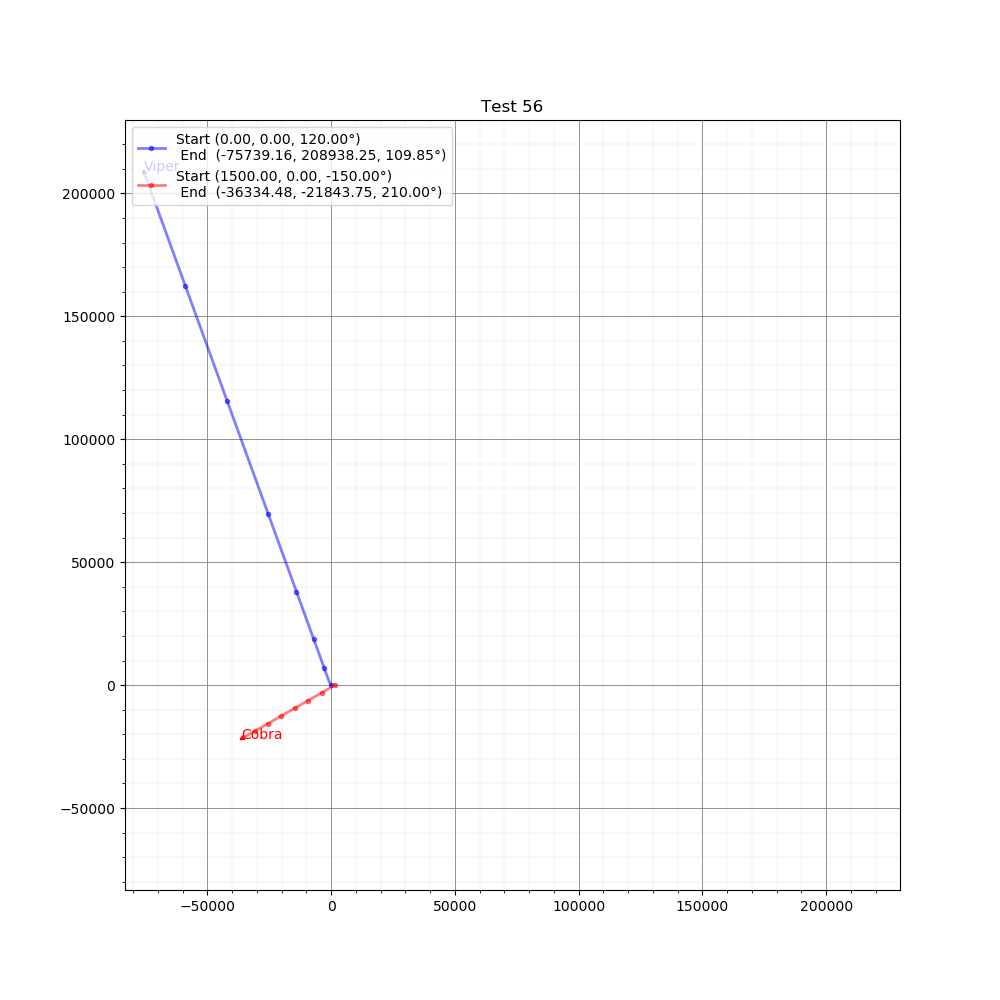 Test 56
Start (0.00, 0.00, 120.00°)
End (-75739.16, 208938.25, 109.85°)
Start (1500.00, 0.00, -150.00°)
End (-36334.48, -21843.75, 210.00°)
Viper
Cobra
200000
150000
100000
50000
0
−50000
−50000 0 50000 100000 150000 200000